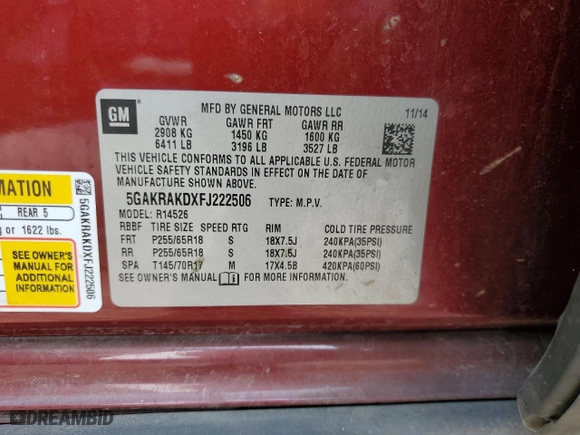 GM
MFD BY GENERAL MOTORS LLC 11/14
GVWR GAWR FRT GAWR RR
2908 KG 1450 KG 1600 KG
6411 LB 3196 LB 3527 LB
THIS VEHICLE CONFORMS TO ALL APPLICABLE U.S. FEDERAL MOTOR
VEHICLE SAFETY STANDARDS IN EFFECT ON THE DATE OF
MANUFACTURE SHOWN ABOVE.
5GAKRAKDXFJ222506 TYPE: M.P.V.
MODEL: R14526
RBBF TIRE SIZE SPEED RTG RIM COLD TIRE PRESSURE
FRT P255/65R18 S 18X7.5J 240KPA(35PSI)
RR P255/65R18 S 18X7.5J 240KPA(35PSI)
SPA T145/70R17 M 17X4.5B 420KPA(60PSI)
SEE OWNER'S MANUAL FOR MORE INFORMATION.
MATION
REAR 5
or 1622 lbs.
SEE OWNER'S
MANUAL FOR
ADDITIONAL
INFORMATION
5GAKRAKDXFJ222506
DREAMBID